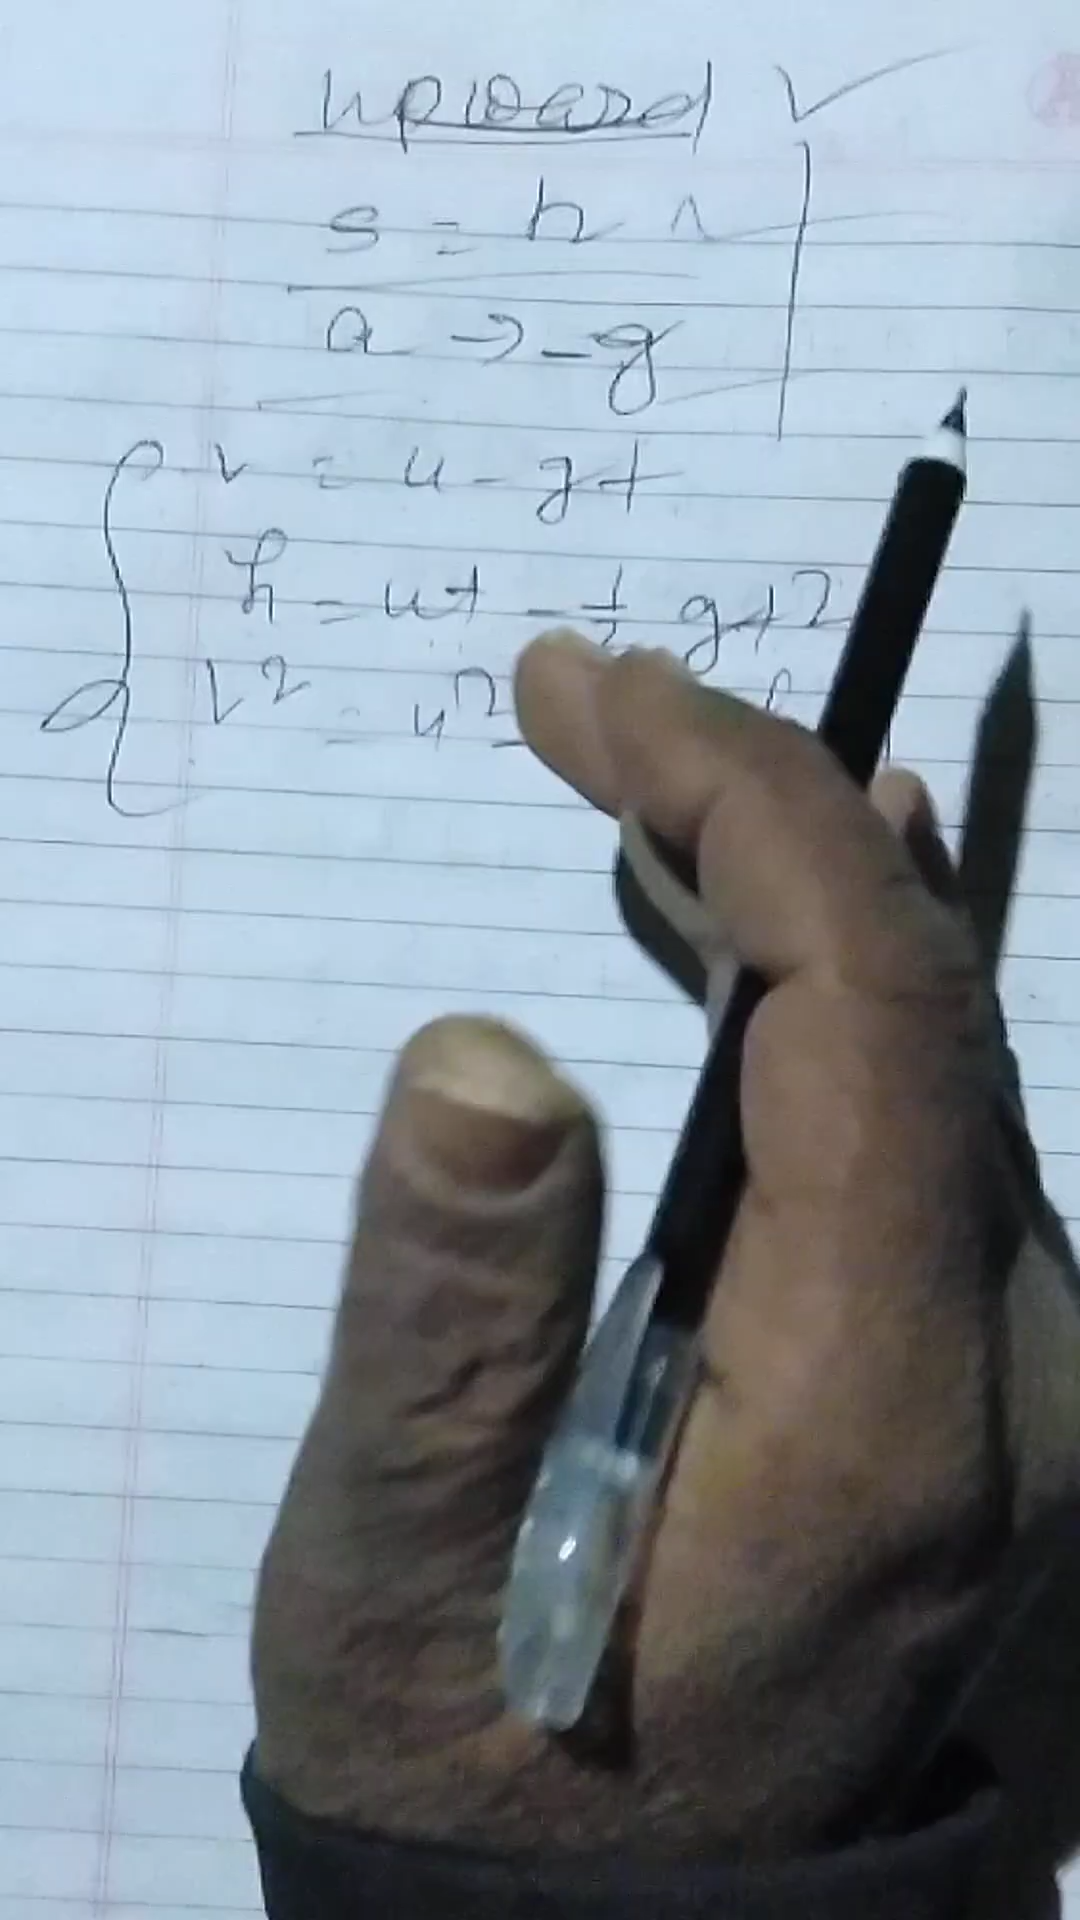 upward ✓
s = h
a → -g
v = u - gt
h = ut - 1/2 gt2
v2 = u2 -